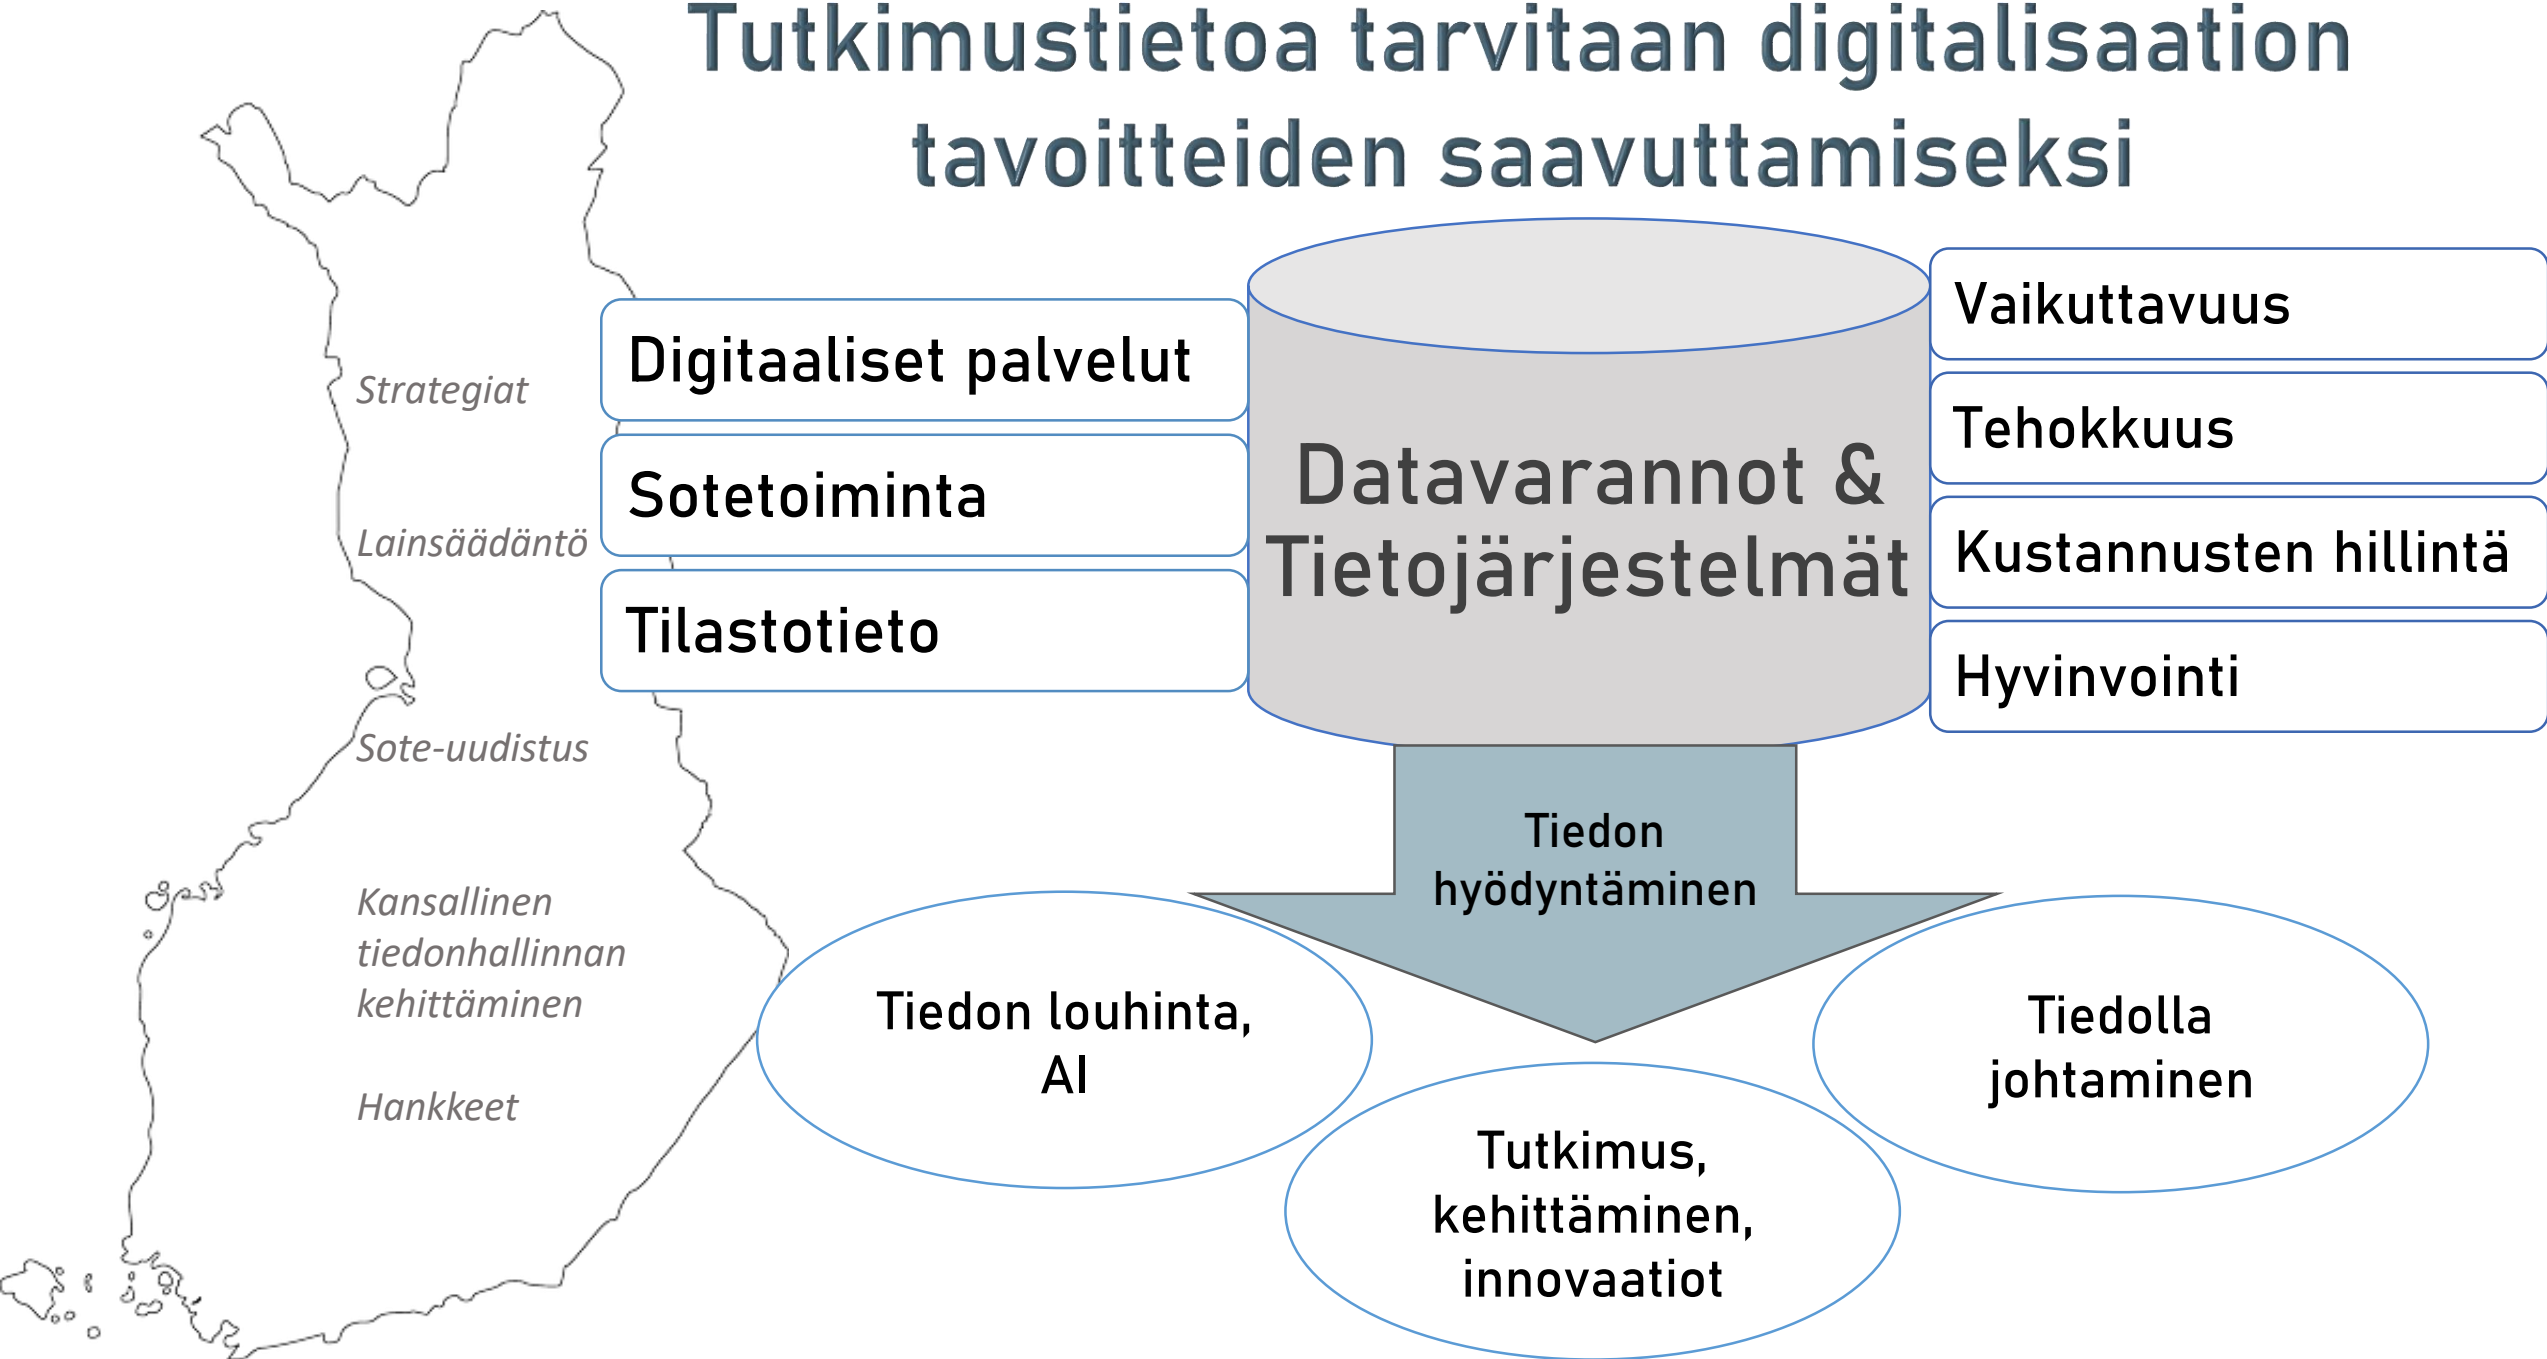 Tutkimustietoa tarvitaan digitalisaation
tavoitteiden saavuttamiseksi
Strategiat
Lainsäädäntö
Sote-uudistus
Kansallinen
tiedonhallinnan
kehittäminen
Hankkeet
Digitaaliset palvelut
Sotetoiminta
Tilastotieto
Datavarannot &
Tietojärjestelmät
Vaikuttavuus
Tehokkuus
Kustannusten hillintä
Hyvinvointi
Tiedon
hyödyntäminen
Tiedon louhinta,
AI
Tutkimus,
kehittäminen,
innovaatiot
Tiedolla
johtaminen